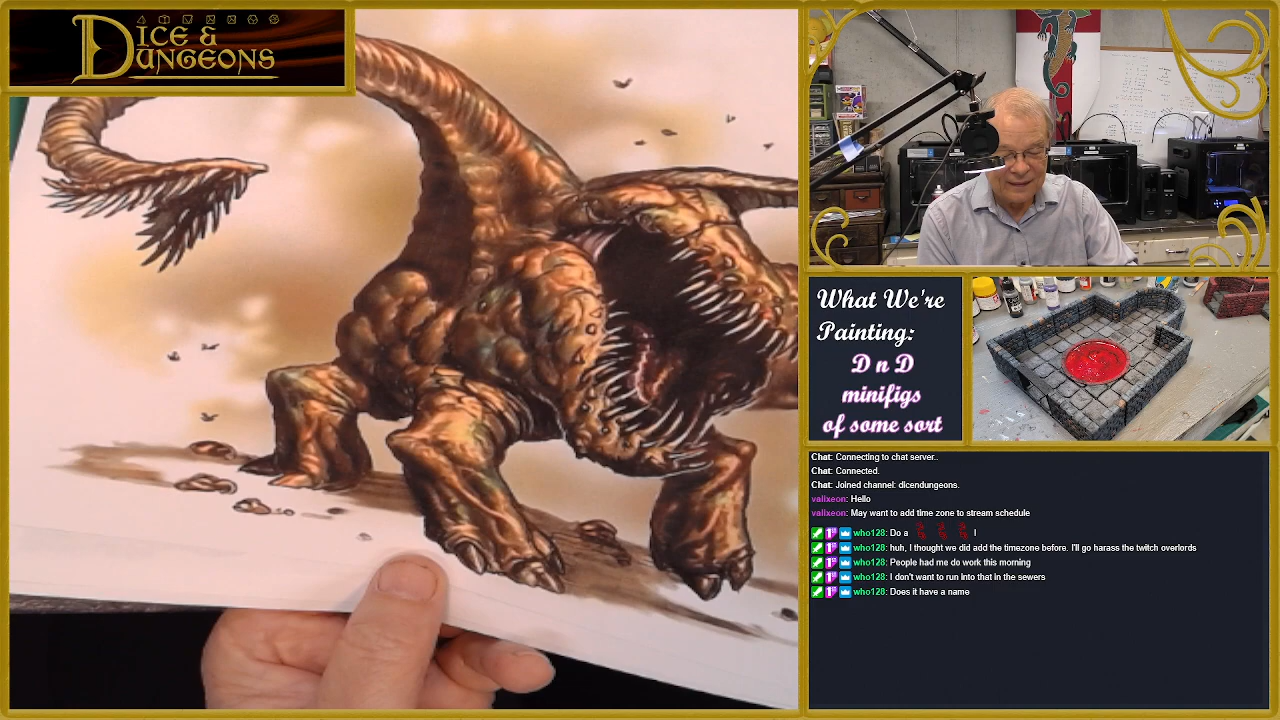 DICE &
DUNGEONS
What We're
Painting:
D n D
minifigs
of some sort
Chat: Connecting to chat server..
Chat: Connected.
Chat: Joined channel: dicendungeons.
vallxeon: Hello
vallxeon: May want to add time zone to stream schedule
who128: Do a !
who128: huh, I thought we did add the timezone before. I'll go harass the twitch overlords
who128: People had me do work this morning
who128: I don't want to run into that in the sewers
who128: Does it have a name